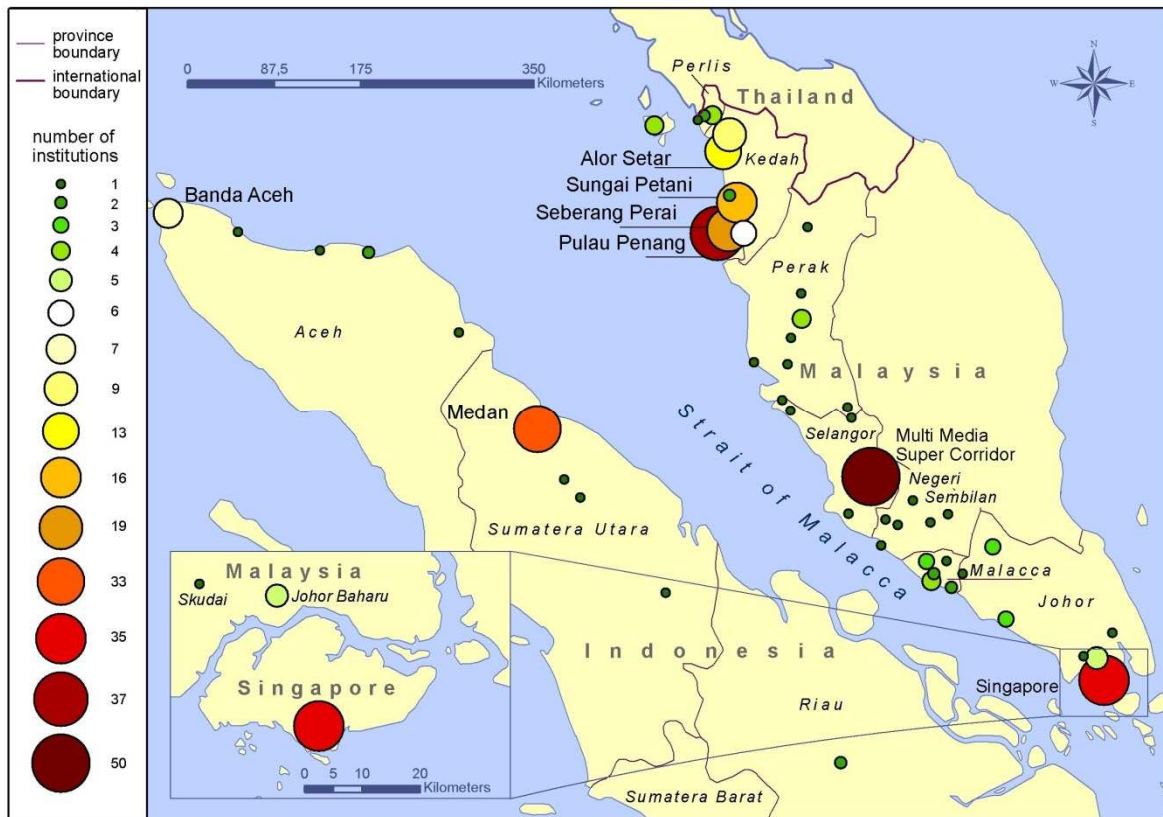 province
boundary
international
boundary
number of
institutions
1
2
3
4
5
6
7
9
13
16
19
33
35
37
50
0 87,5 175 350
Kilometers
N
W E
S
Perlis
Thailand
Alor Setar
Kedah
Sungai Petani
Banda Aceh
Seberang Perai
Pulau Penang
Perak
Aceh
Malaysia
Medan
Selangor
Multi Media
Super Corridor
Negeri
Sembilan
Strait of Malacca
Sumatera Utara
Malacca
Johor
Malaysia
Skudai
Johor Baharu
Indonesia
Singapore
Singapore
Riau
0 5 10 20
Kilometers
Sumatera Barat